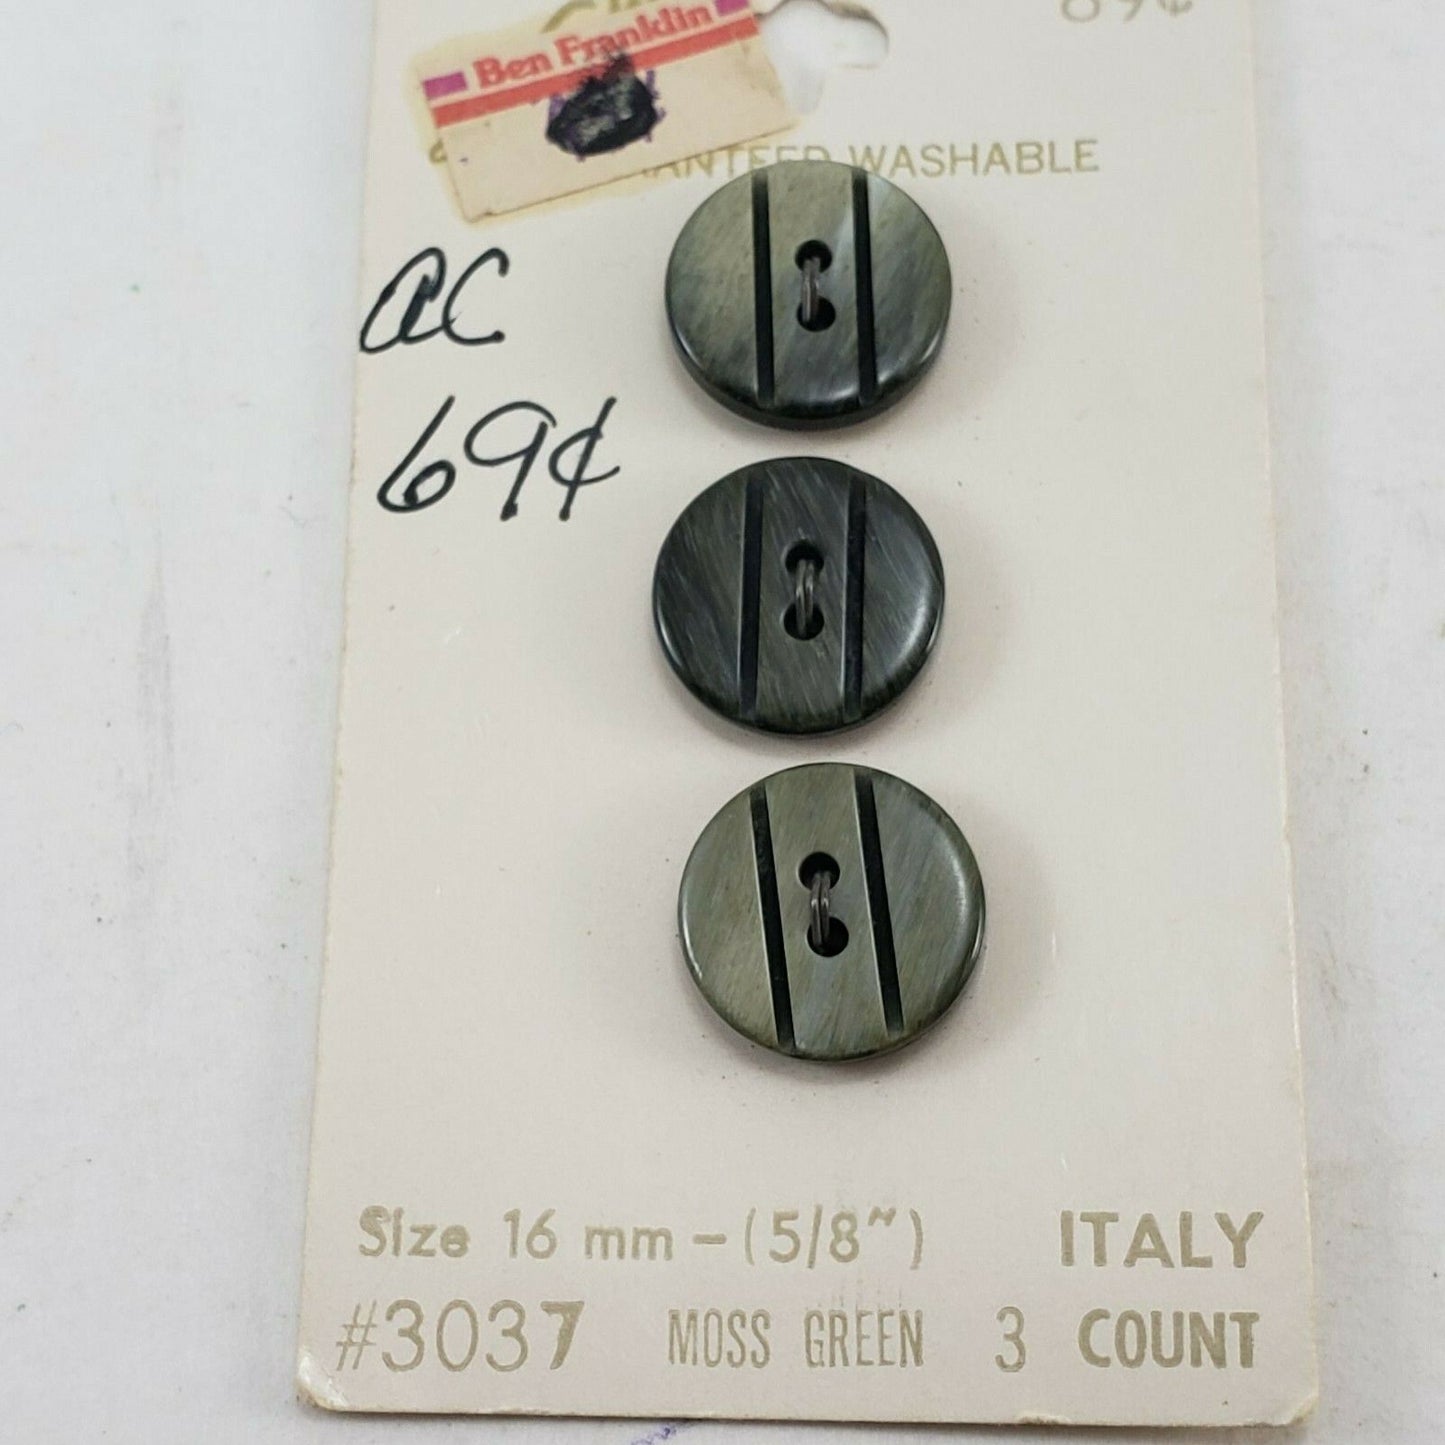 Ben Franklin
WASHABLE
ac
69¢
Size 16 mm – (5/8") ITALY
#3037 MOSS GREEN 3 COUNT